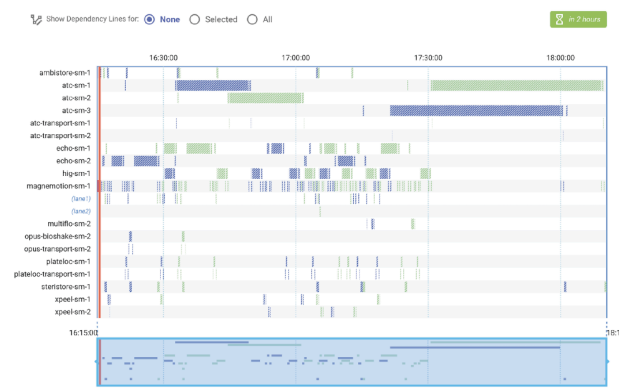 Show Dependency Lines for: None Selected All
in 2 hours
16:30:00 17:00:00 17:30:00 18:00:00
ambistore-sm-1
atc-sm-1
atc-sm-2
atc-sm-3
atc-transport-sm-1
atc-transport-sm-2
echo-sm-1
echo-sm-2
hig-sm-1
magnemotion-sm-1
(lane1)
(lane2)
multiflo-sm-2
opus-bioshake-sm-2
opus-transport-sm-2
plateloc-sm-1
plateloc-transport-sm-1
steristore-sm-1
xpeel-sm-1
xpeel-sm-2
16:15:00 18:1